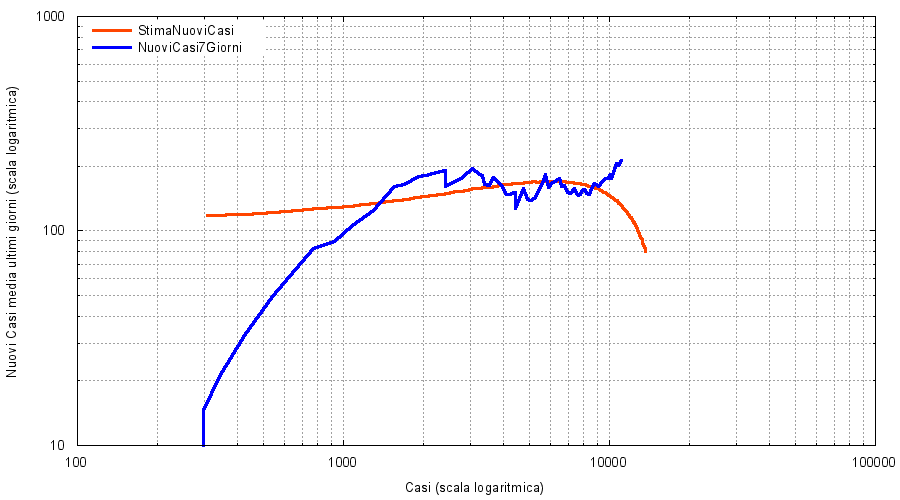 1000
StimaNuoviCasi
NuoviCasi7Giorni
Nuovi Casi media ultimi giorni (scala logaritmica)
100
10
100
1000
10000
100000
Casi (scala logaritmica)